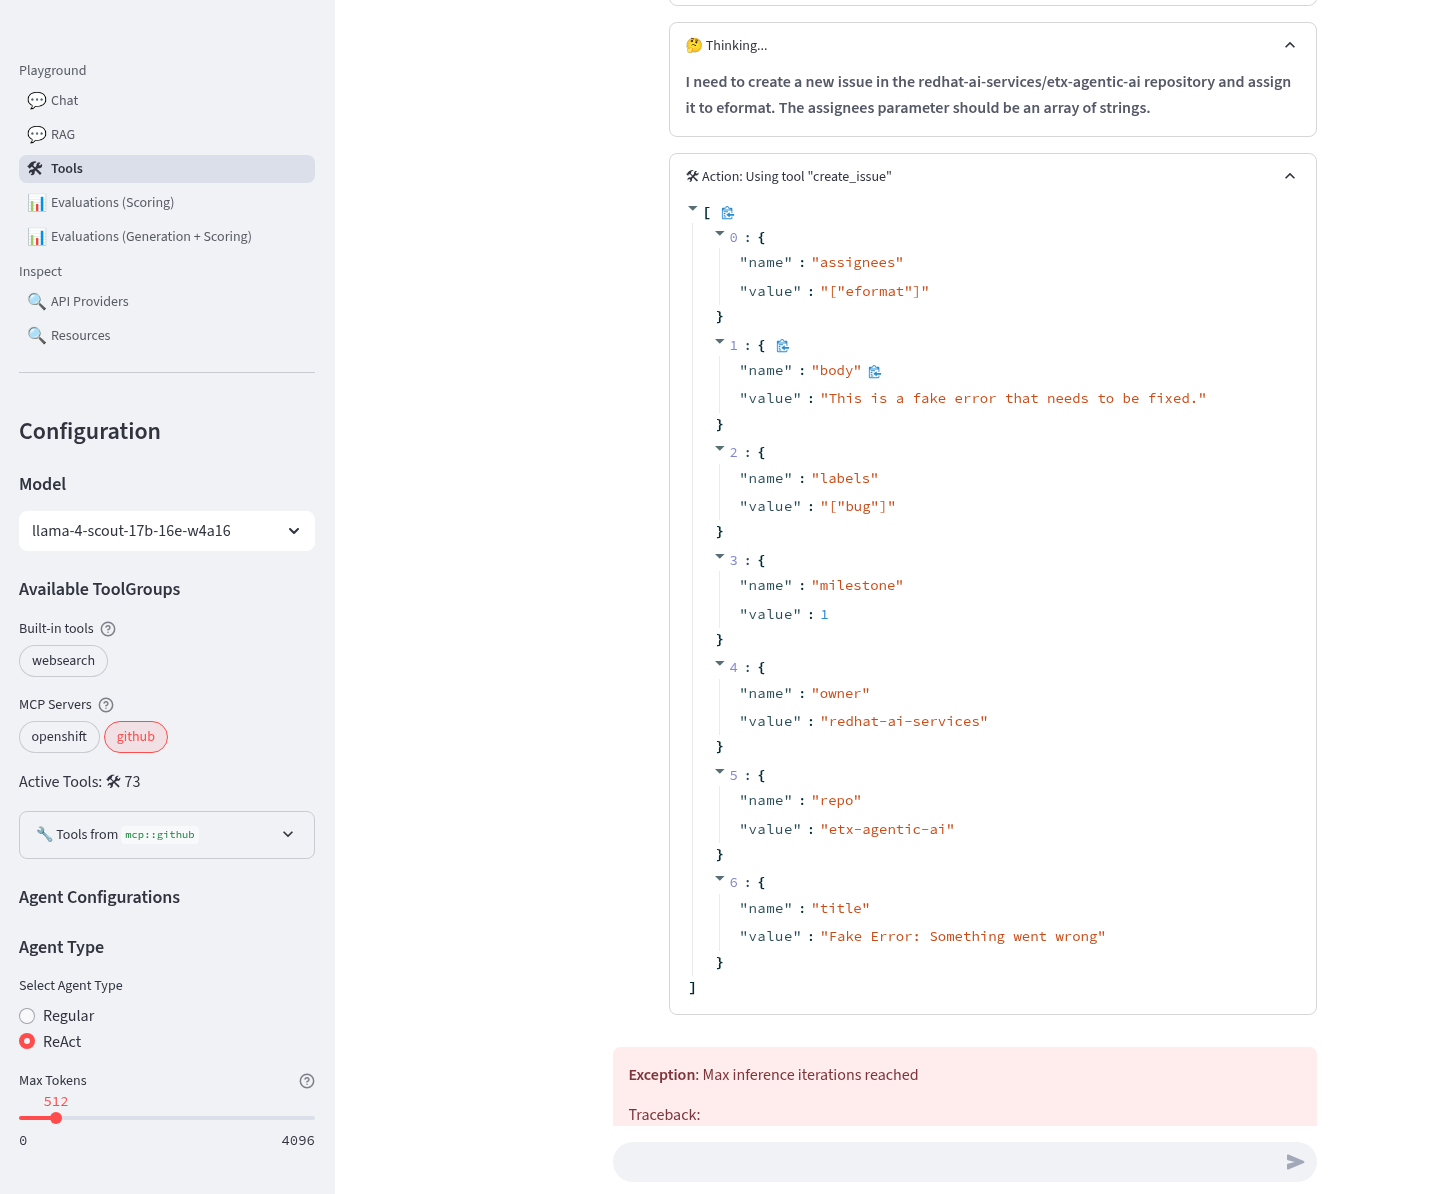 Playground
💬 Chat
💬 RAG
🛠 Tools
📊 Evaluations (Scoring)
📊 Evaluations (Generation + Scoring)
Inspect
🔍 API Providers
🔍 Resources
Configuration
Model
llama-4-scout-17b-16e-w4a16
Available ToolGroups
Built-in tools
websearch
MCP Servers
openshift github
Active Tools: 🛠 73
🔧 Tools from mcp::github
Agent Configurations
Agent Type
Select Agent Type
Regular
ReAct
Max Tokens
512
0 4096
🤔 Thinking...
I need to create a new issue in the redhat-ai-services/etx-agentic-ai repository and assign
it to eformat. The assignees parameter should be an array of strings.
🛠 Action: Using tool "create_issue"
[
0 : {
"name" : "assignees"
"value" : "["eformat"]"
}
1 : {
"name" : "body"
"value" : "This is a fake error that needs to be fixed."
}
2 : {
"name" : "labels"
"value" : "["bug"]"
}
3 : {
"name" : "milestone"
"value" : 1
}
4 : {
"name" : "owner"
"value" : "redhat-ai-services"
}
5 : {
"name" : "repo"
"value" : "etx-agentic-ai"
}
6 : {
"name" : "title"
"value" : "Fake Error: Something went wrong"
}
]
Exception: Max inference iterations reached
Traceback: